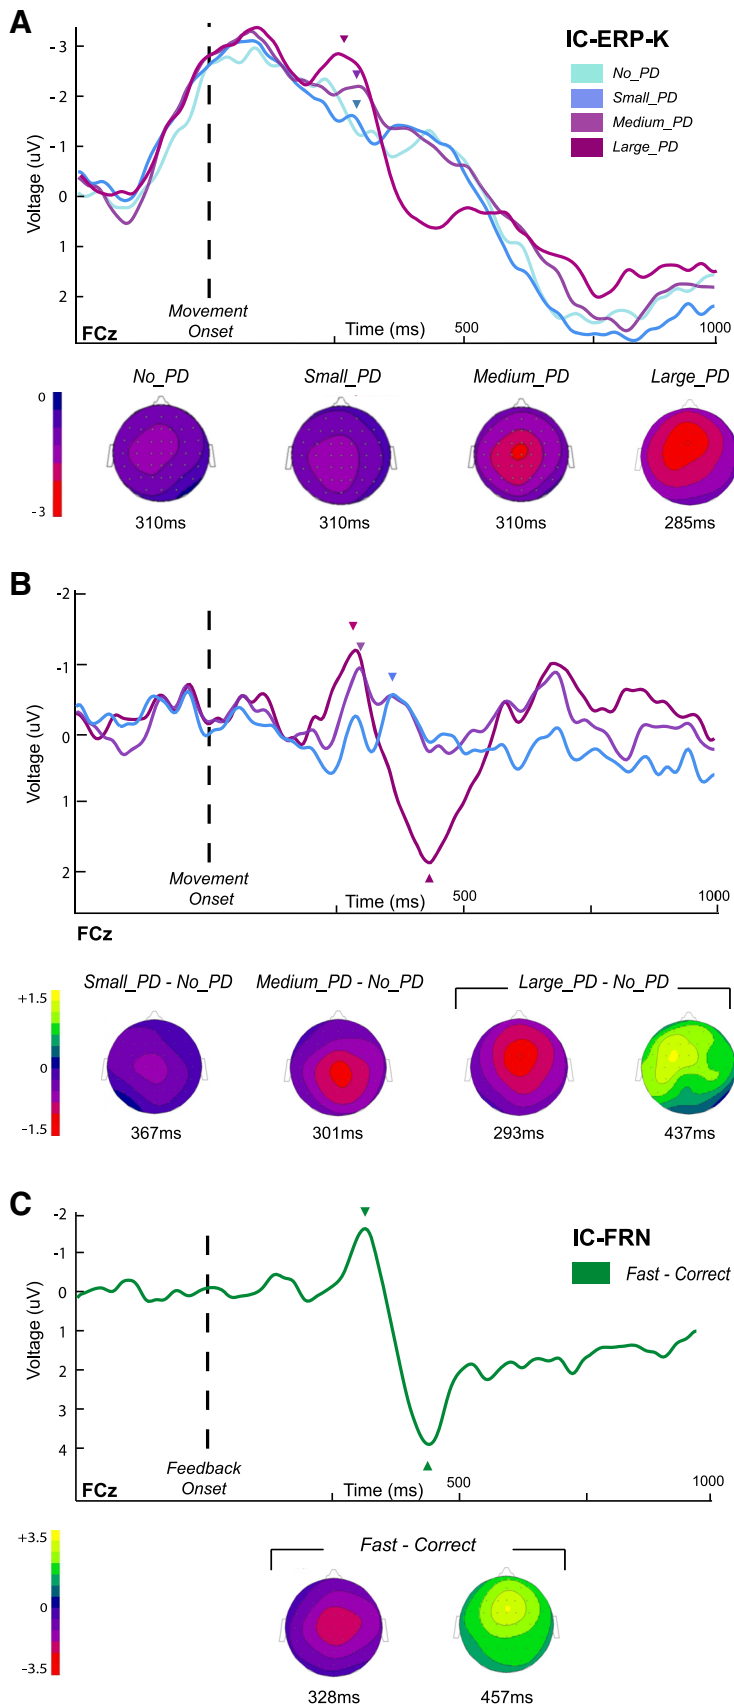 A
IC-ERP-K
No_PD
Small_PD
Medium_PD
Large_PD
Voltage (uV)
-3
-2
-1
0
1
2
Movement
Onset
FCz
Time (ms)
500
1000
No_PD
Small_PD
Medium_PD
Large_PD
0
-3
310ms
310ms
310ms
285ms
B
Voltage (uV)
-2
-1
0
1
2
Movement
Onset
Time (ms)
500
1000
FCz
Small_PD - No_PD
Medium_PD - No_PD
Large_PD - No_PD
+1.5
0
-1.5
367ms
301ms
293ms
437ms
C
IC-FRN
Fast - Correct
Voltage (uV)
-2
-1
0
1
2
3
4
Feedback
Onset
FCz
Time (ms)
500
1000
Fast - Correct
+3.5
0
-3.5
328ms
457ms